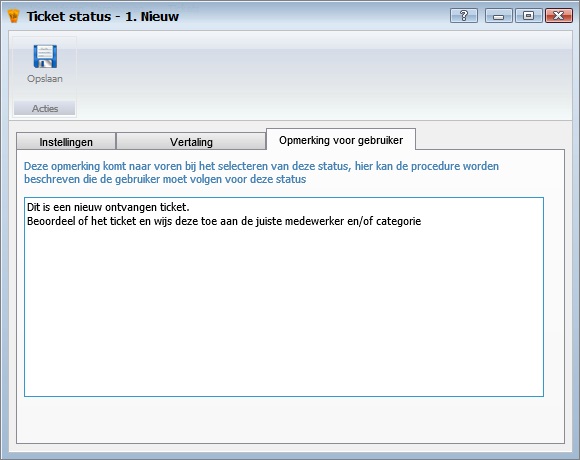 Ticket status - 1. Nieuw
?
Opslaan
Acties
Instellingen
Vertaling
Opmerking voor gebruiker
Deze opmerking komt naar voren bij het selecteren van deze status, hier kan de procedure worden
beschreven die de gebruiker moet volgen voor deze status
Dit is een nieuw ontvangen ticket.
Beoordeel of het ticket en wijs deze toe aan de juiste medewerker en/of categorie